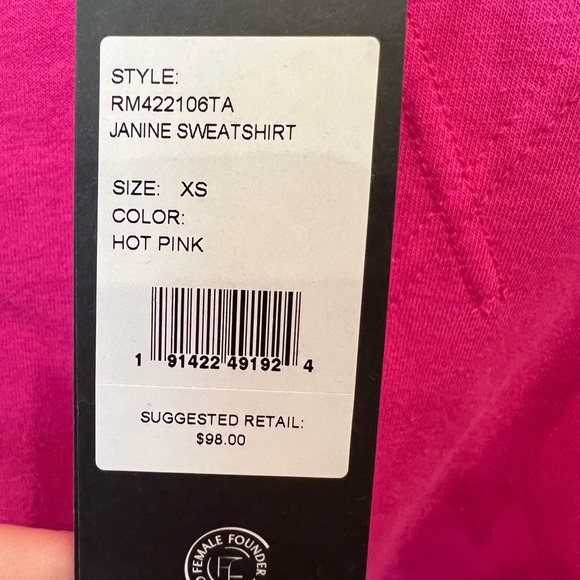 STYLE:
RM422106TA
JANINE SWEATSHIRT
SIZE: XS
COLOR:
HOT PINK
1 91422 49192 4
SUGGESTED RETAIL:
$98.00
FEMALE FOUNDER